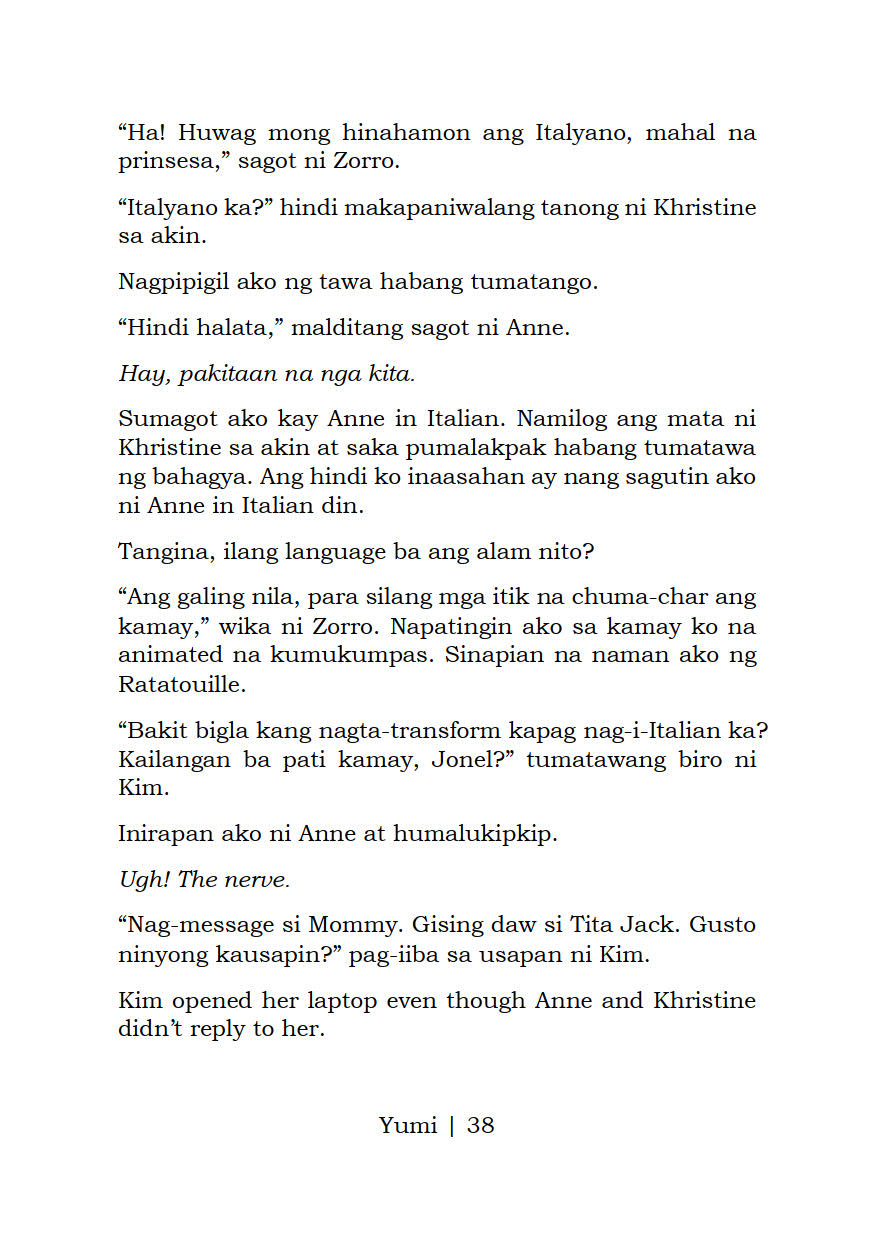 “Ha! Huwag mong hinahamon ang Italyano, mahal na
prinsesa,” sagot ni Zorro.
“Italyano ka?” hindi makapaniwalang tanong ni Khristine
sa akin.
Nagpipigil ako ng tawa habang tumatango.
“Hindi halata,” malditang sagot ni Anne.
Hay, pakitaan na nga kita.
Sumagot ako kay Anne in Italian. Namilog ang mata ni
Khristine sa akin at saka pumalakpak habang tumatawa
ng bahagya. Ang hindi ko inaasahan ay nang sagutin ako
ni Anne in Italian din.
Tangina, ilang language ba ang alam nito?
“Ang galing nila, para silang mga itik na chuma-char ang
kamay,” wika ni Zorro. Napatingin ako sa kamay ko na
animated na kumukumpas. Sinapian na naman ako ng
Ratatouille.
“Bakit bigla kang nagta-transform kapag nag-i-Italian ka?
Kailangan ba pati kamay, Jonel?” tumatawang biro ni
Kim.
Inirapan ako ni Anne at humalukipkip.
Ugh! The nerve.
“Nag-message si Mommy. Gising daw si Tita Jack. Gusto
ninyong kausapin?” pag-iiba sa usapan ni Kim.
Kim opened her laptop even though Anne and Khristine
didn’t reply to her.
Yumi | 38